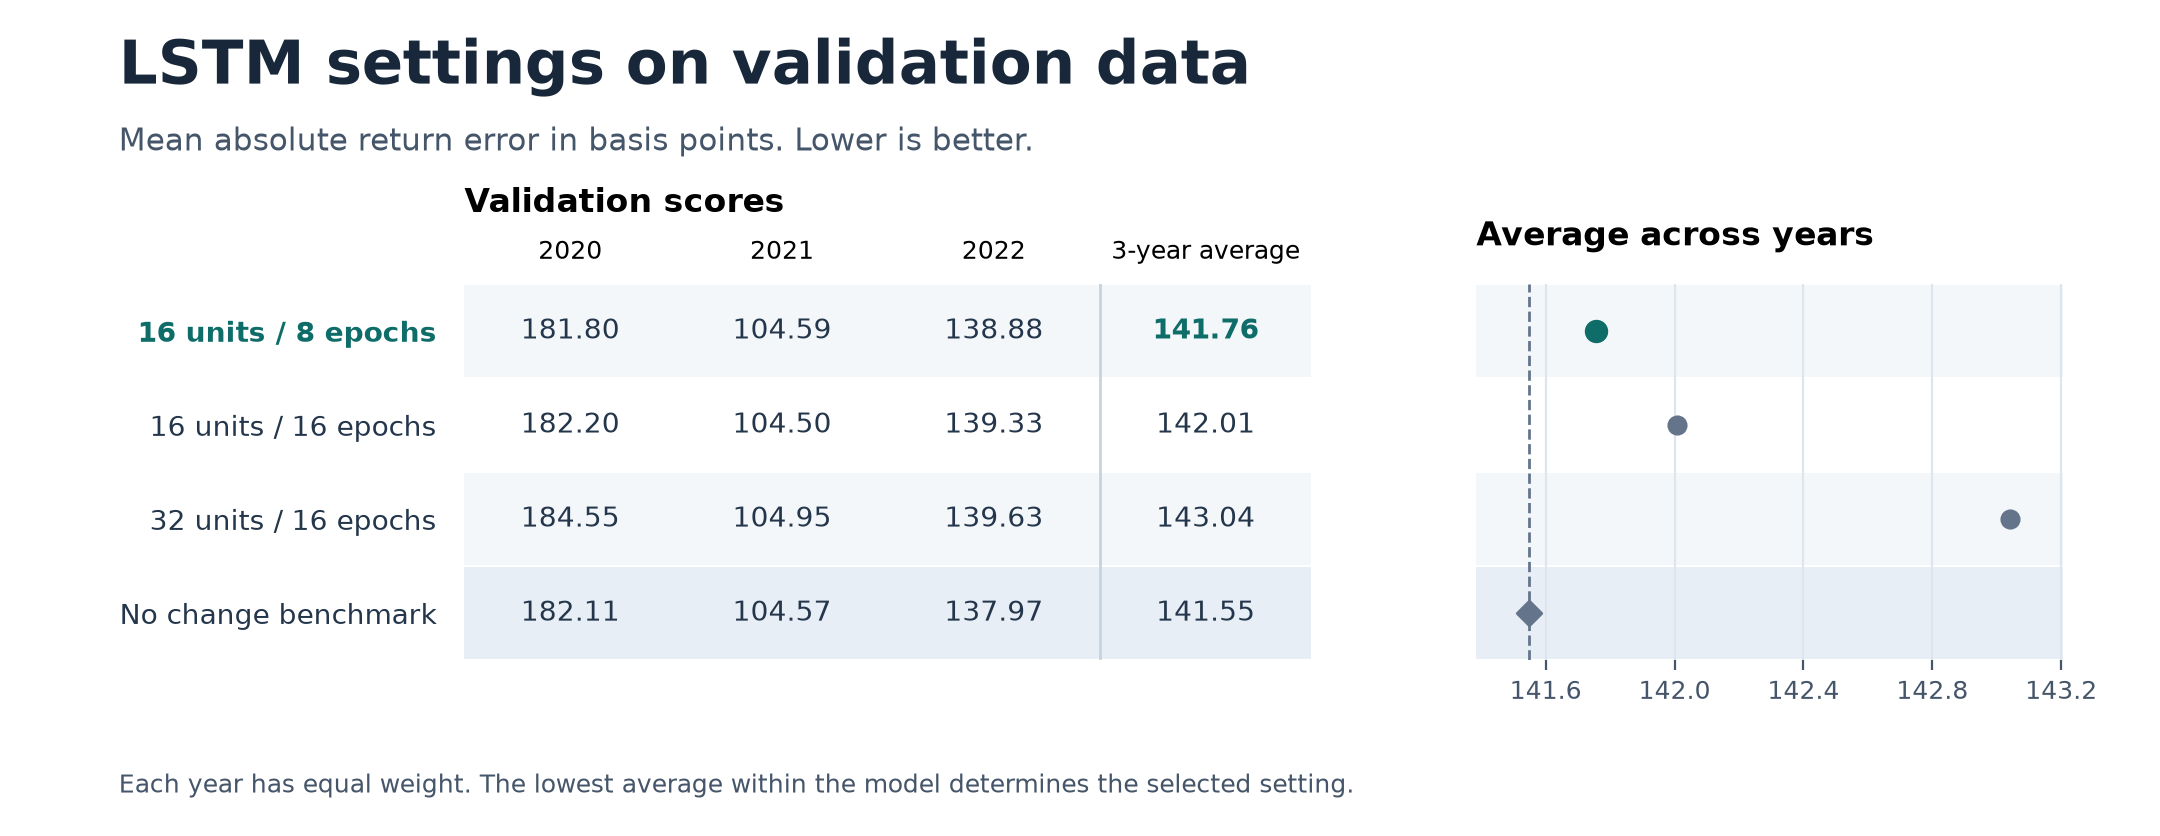 LSTM settings on validation data
Mean absolute return error in basis points. Lower is better.
Validation scores
2020 2021 2022 3-year average
16 units / 8 epochs 181.80 104.59 138.88 141.76
16 units / 16 epochs 182.20 104.50 139.33 142.01
32 units / 16 epochs 184.55 104.95 139.63 143.04
No change benchmark 182.11 104.57 137.97 141.55
Average across years
141.6 142.0 142.4 142.8 143.2
Each year has equal weight. The lowest average within the model determines the selected setting.